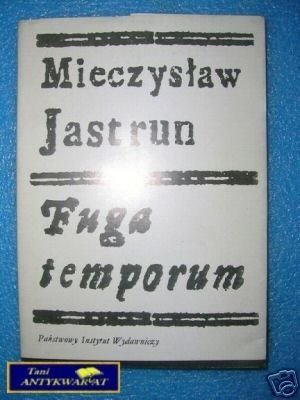 Mieczysław
Jastrun
Fuga
temporum
Państwowy Instytut Wydawniczy
Tani
ANTYKWARIAT